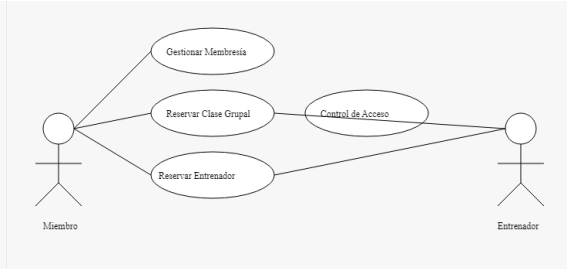 Gestionar Membresía
Reservar Clase Grupal
Control de Acceso
Reservar Entrenador
Miembro
Entrenador